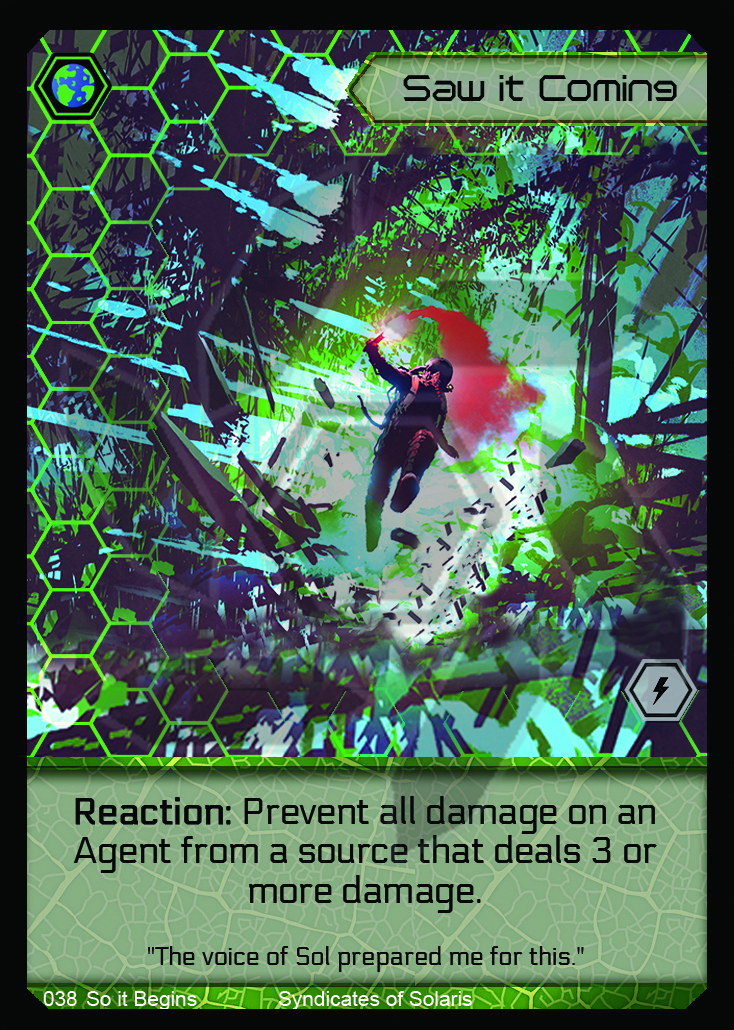 Saw it Coming
Reaction: Prevent all damage on an
Agent from a source that deals 3 or
more damage.
"The voice of Sol prepared me for this."
038 So it Begins Syndicates of Solaris